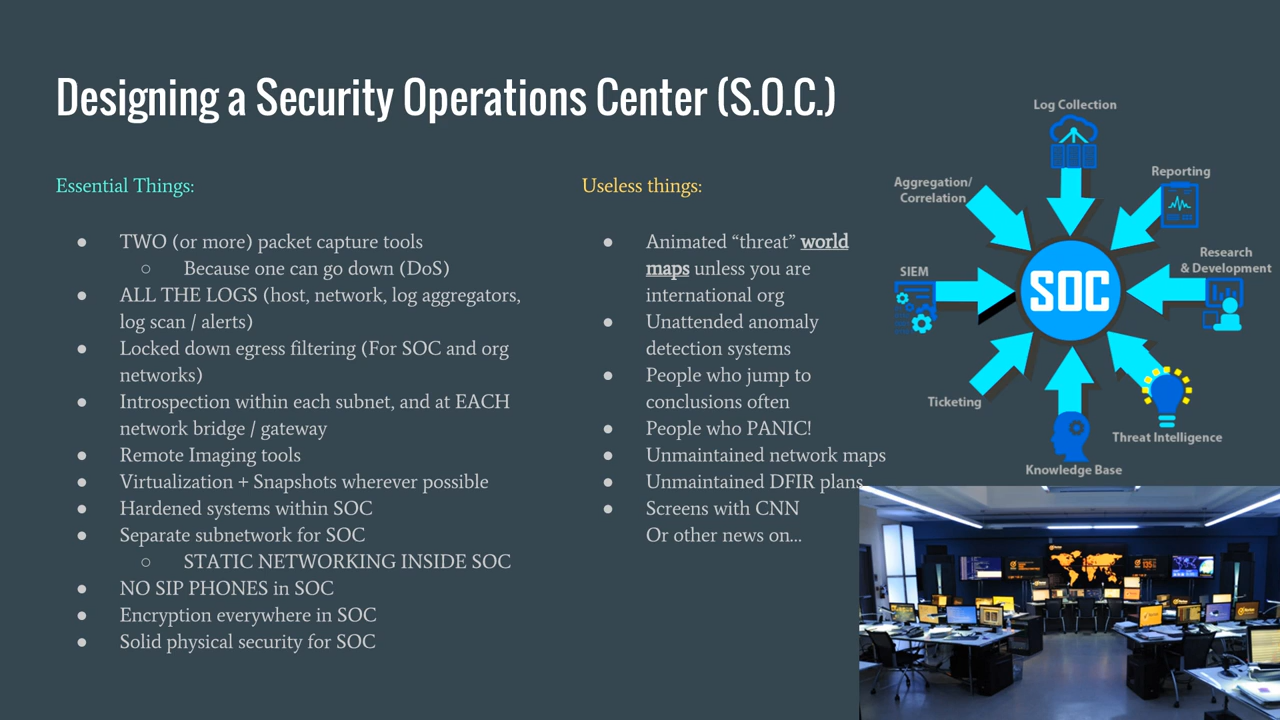 Designing a Security Operations Center (S.O.C.)
Essential Things:
● TWO (or more) packet capture tools
○ Because one can go down (DoS)
● ALL THE LOGS (host, network, log aggregators,
log scan / alerts)
● Locked down egress filtering (For SOC and org
networks)
● Introspection within each subnet, and at EACH
network bridge / gateway
● Remote Imaging tools
● Virtualization + Snapshots wherever possible
● Hardened systems within SOC
● Separate subnetwork for SOC
○ STATIC NETWORKING INSIDE SOC
● NO SIP PHONES in SOC
● Encryption everywhere in SOC
● Solid physical security for SOC
Useless things:
● Animated “threat” world
maps unless you are
international org
● Unattended anomaly
detection systems
● People who jump to
conclusions often
● People who PANIC!
● Unmaintained network maps
● Unmaintained DFIR plans
● Screens with CNN
Or other news on...
Log Collection
Reporting
Aggregation/
Correlation
Research
& Development
SIEM
SOC
Ticketing
Threat Intelligence
Knowledge Base